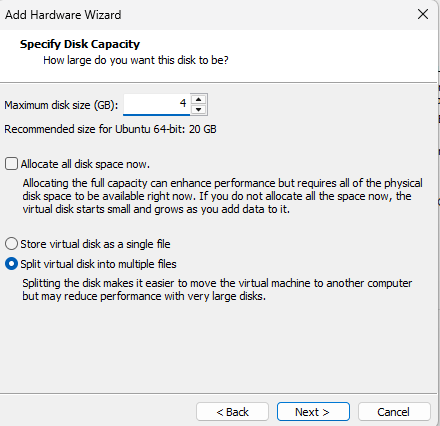 Add Hardware Wizard
Specify Disk Capacity
How large do you want this disk to be?
Maximum disk size (GB): 4
Recommended size for Ubuntu 64-bit: 20 GB
Allocate all disk space now.
Allocating the full capacity can enhance performance but requires all of the physical
disk space to be available right now. If you do not allocate all the space now, the
virtual disk starts small and grows as you add data to it.
Store virtual disk as a single file
Split virtual disk into multiple files
Splitting the disk makes it easier to move the virtual machine to another computer
but may reduce performance with very large disks.
< Back
Next >
Cancel